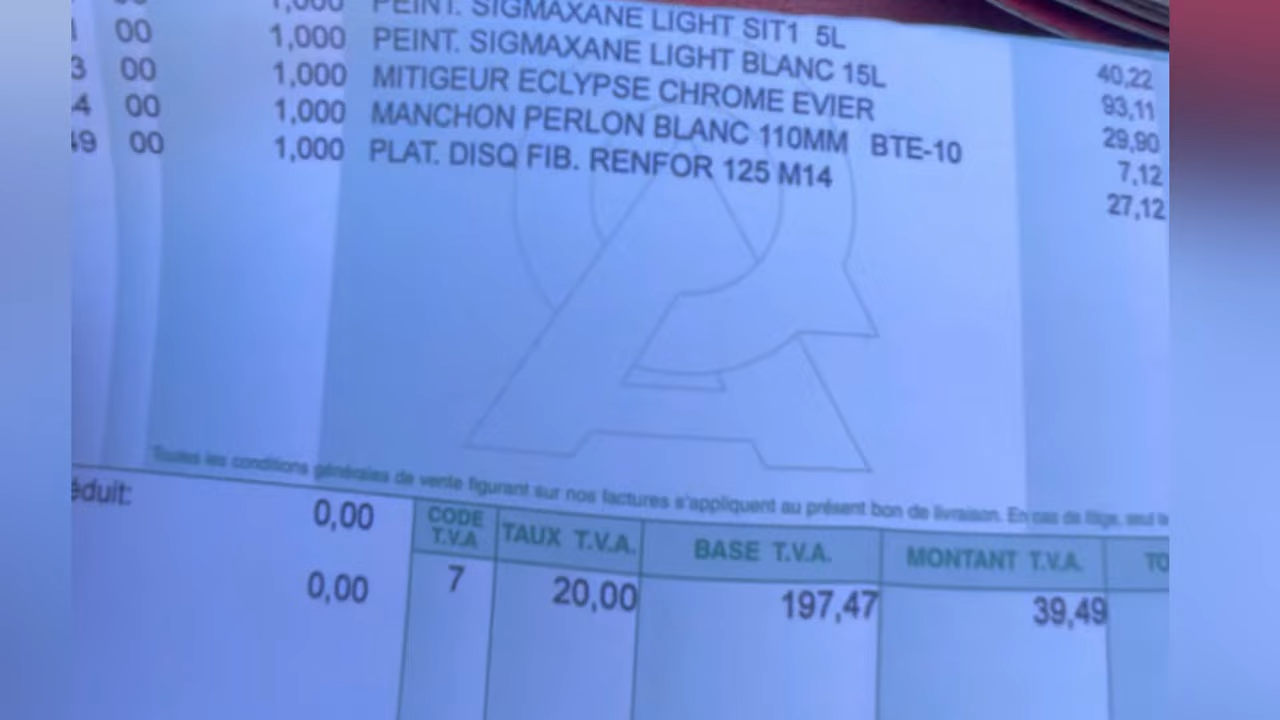 1,000 PEINT. SIGMAXANE LIGHT SIT1 5L 40,22
00 1,000 PEINT. SIGMAXANE LIGHT BLANC 15L 93,11
3 00 1,000 MITIGEUR ECLYPSE CHROME EVIER 29,90
4 00 1,000 MANCHON PERLON BLANC 110MM BTE-10 7,12
49 00 1,000 PLAT. DISQ FIB. RENFOR 125 M14 27,12
Toutes les conditions générales de vente figurant sur nos factures s'appliquent au présent bon de livraison. En cas de litige, seul le
éduit: 0,00
0,00
CODE T.V.A TAUX T.V.A. BASE T.V.A. MONTANT T.V.A. TO
7 20,00 197,47 39,49